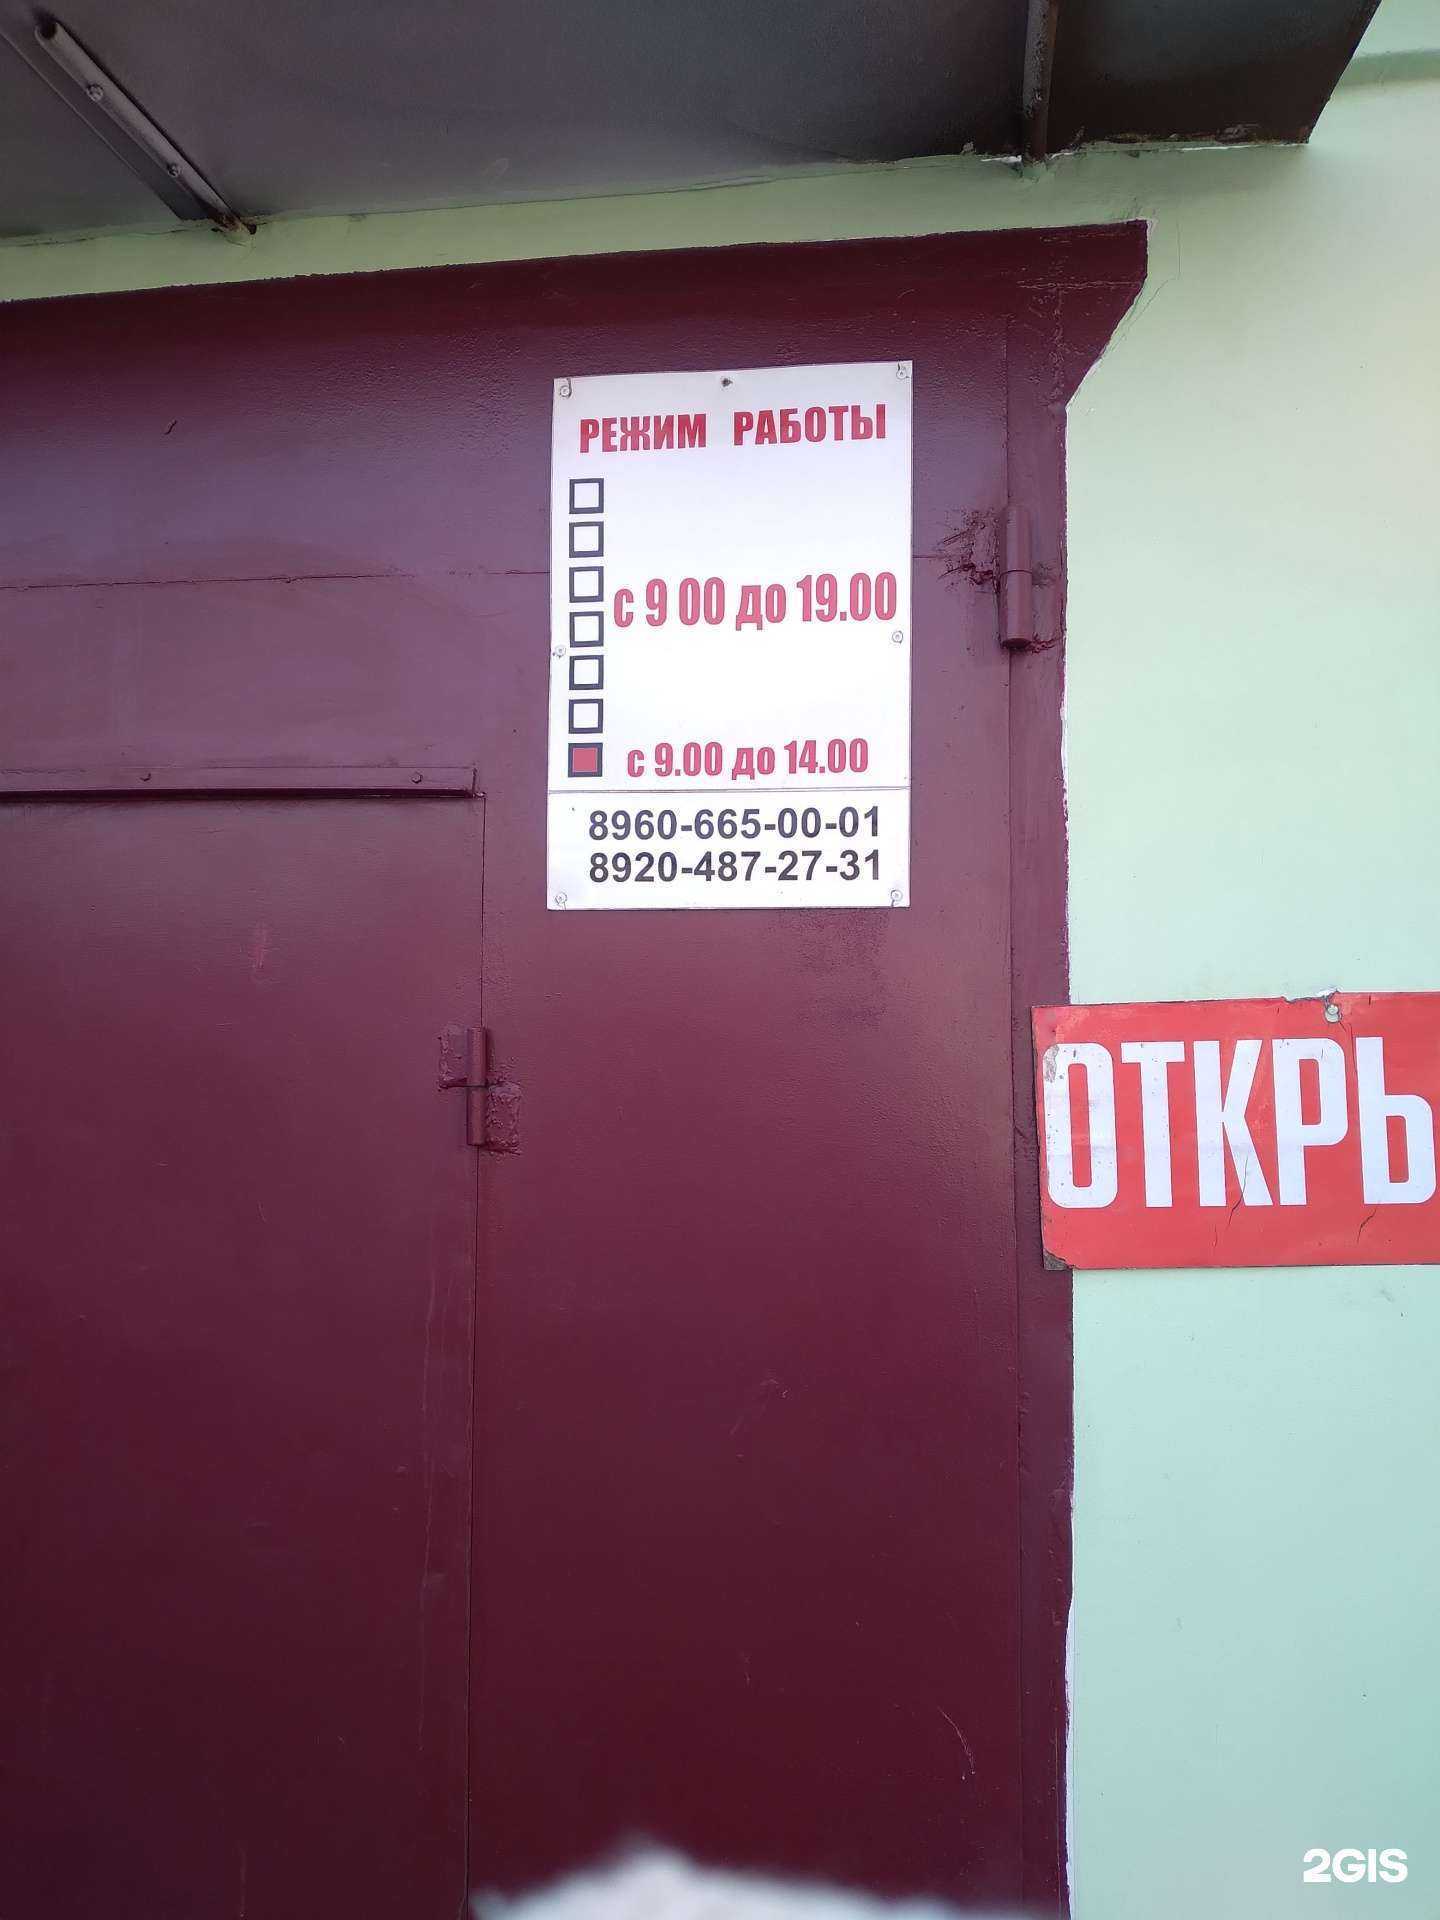 РЕЖИМ РАБОТЫ
с 9 00 до 19.00
с 9.00 до 14.00
8960-665-00-01
8920-487-27-31
ОТКРЫ
2GIS